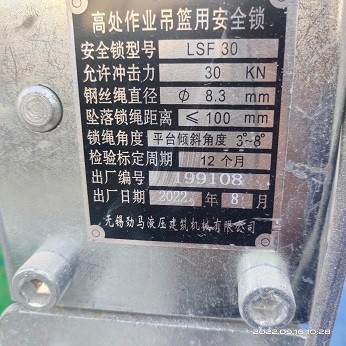 高处作业吊篮用安全锁
安全锁型号 LSF 30
允许冲击力 30 KN
钢丝绳直径 Φ 8.3 mm
坠落锁绳距离 ≤ 100 mm
锁绳角度 平台倾斜角度 3°~8°
检验标定周期 12个月
出厂编号 199108
出厂日期 2022 年 8 月
无锡劲马液压建筑机械有限公司
2022.09.16 10:28